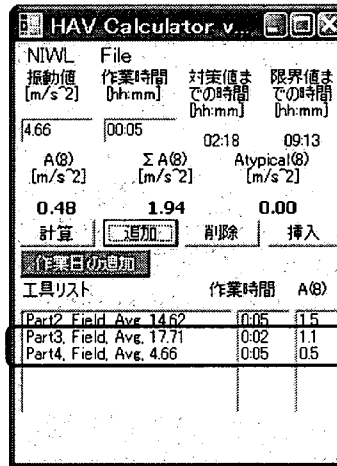 HAV Calculator v...
NIWL File
振動値 [m/s^2]
作業時間 [hh:mm]
対策値までの時間 [hh:mm]
限界値までの時間 [hh:mm]
4.66 00:05 02:18 09:13
A(8) [m/s^2]
Σ A(8) [m/s^2]
Atypical(8) [m/s^2]
0.48 1.94 0.00
計算 追加 削除 挿入
作業日の追加
工具リスト 作業時間 A(8)
Part2, Field, Avg, 14.62 0:05 1.5
Part3, Field, Avg, 17.71 0:02 1.1
Part4, Field, Avg, 4.66 0:05 0.5